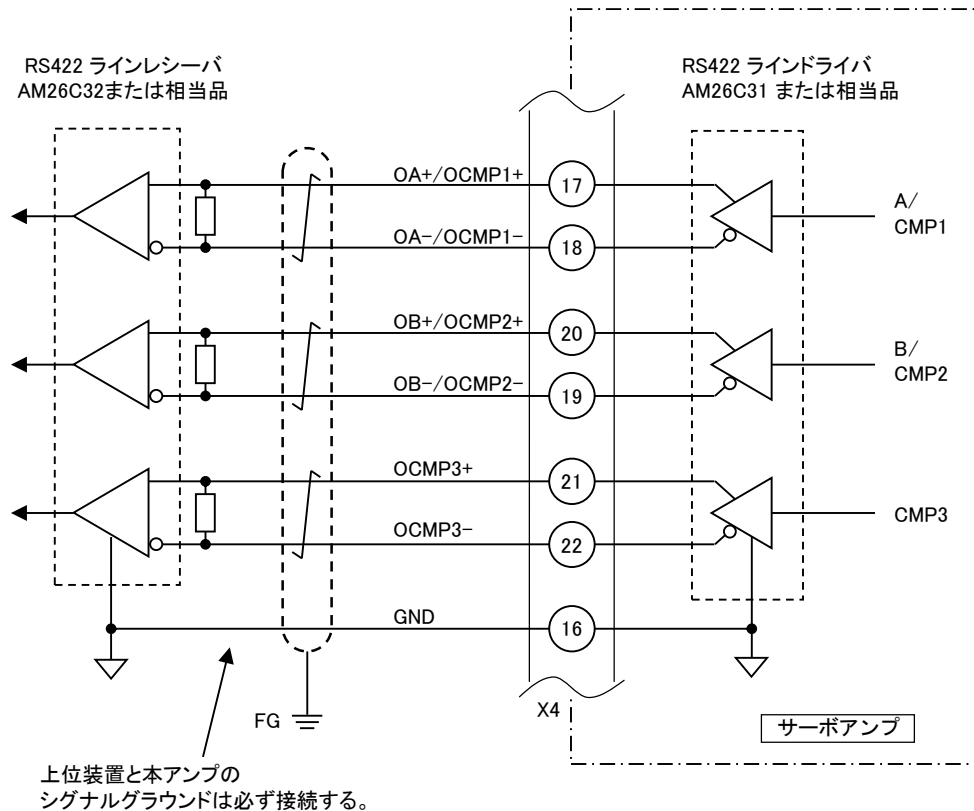 RS422 ラインレシーバ
AM26C32または相当品
RS422 ラインドライバ
AM26C31 または相当品
OA+/OCMP1+
17
A/
CMP1
OA−/OCMP1−
18
OB+/OCMP2+
20
B/
CMP2
OB−/OCMP2−
19
OCMP3+
21
CMP3
OCMP3−
22
GND
16
FG
X4
サーボアンプ
上位装置と本アンプの
シグナルグラウンドは必ず接続する。